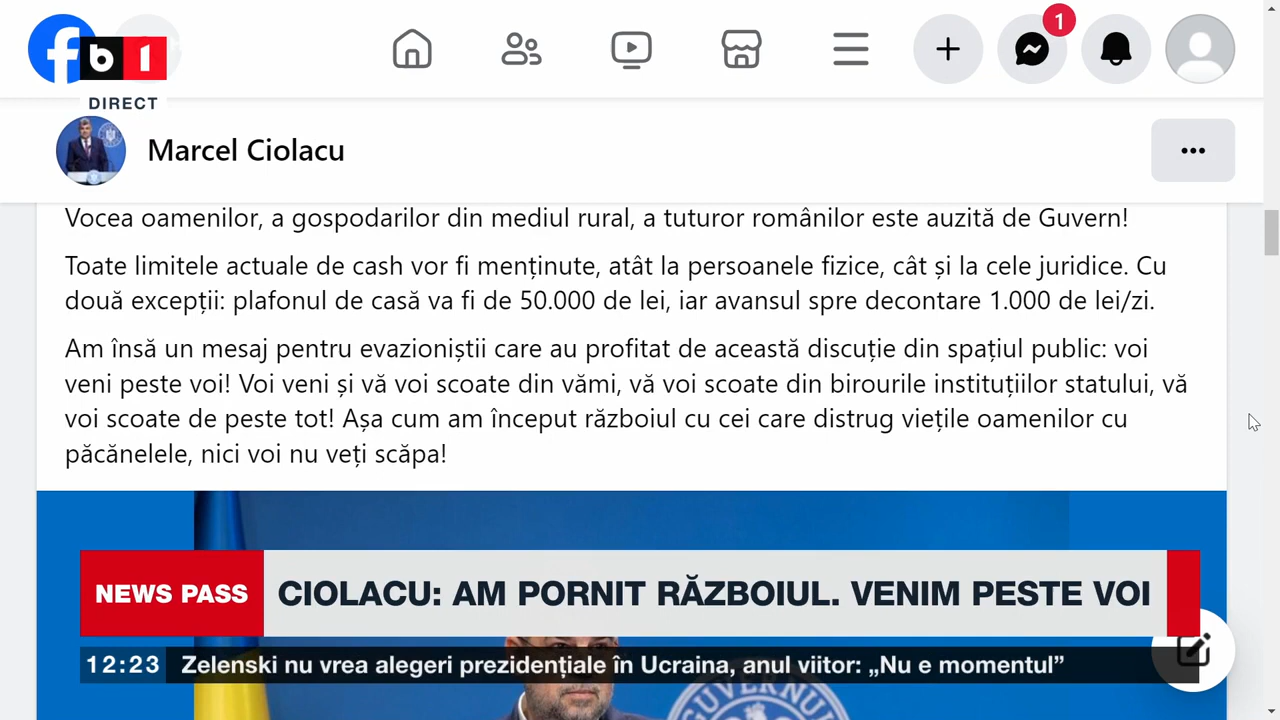 1
b1
DIRECT
Marcel Ciolacu
Vocea oamenilor, a gospodarilor din mediul rural, a tuturor românilor este auzită de Guvern!
Toate limitele actuale de cash vor fi menținute, atât la persoanele fizice, cât și la cele juridice. Cu
două excepții: plafonul de casă va fi de 50.000 de lei, iar avansul spre decontare 1.000 de lei/zi.
Am însă un mesaj pentru evazioniștii care au profitat de această discuție din spațiul public: voi
veni peste voi! Voi veni și vă voi scoate din vămi, vă voi scoate din birourile instituțiilor statului, vă
voi scoate de peste tot! Așa cum am început războiul cu cei care distrug viețile oamenilor cu
păcănelele, nici voi nu veți scăpa!
NEWS PASS
CIOLACU: AM PORNIT RĂZBOIUL. VENIM PESTE VOI
12:23
Zelenski nu vrea alegeri prezidențiale în Ucraina, anul viitor: „Nu e momentul”
GUVERNUL